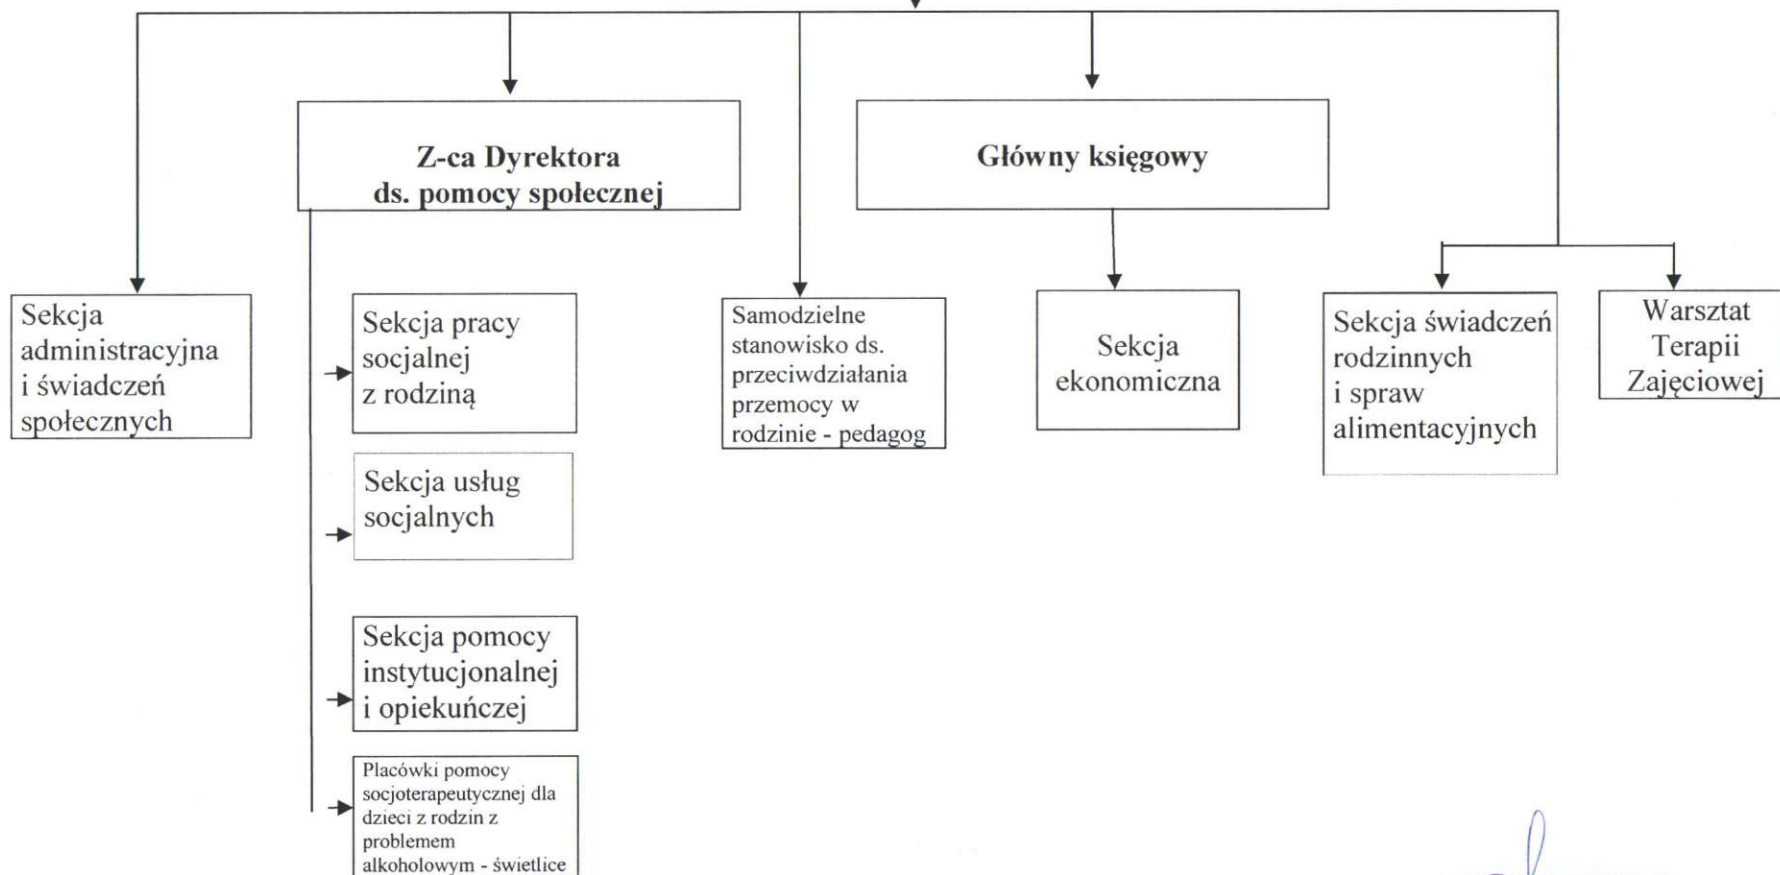 Z-ca Dyrektora
ds. pomocy społecznej
Główny księgowy
Sekcja
administracyjna
i świadczeń
społecznych
Sekcja pracy
socjalnej
z rodziną
Sekcja usług
socjalnych
Sekcja pomocy
instytucjonalnej
i opiekuńczej
Placówki pomocy
socjoterapeutycznej dla
dzieci z rodzin z
problemem
alkoholowym - świetlice
Samodzielne
stanowisko ds.
przeciwdziałania
przemocy w
rodzinie - pedagog
Sekcja
ekonomiczna
Sekcja świadczeń
rodzinnych
i spraw
alimentacyjnych
Warsztat
Terapii
Zajęciowej